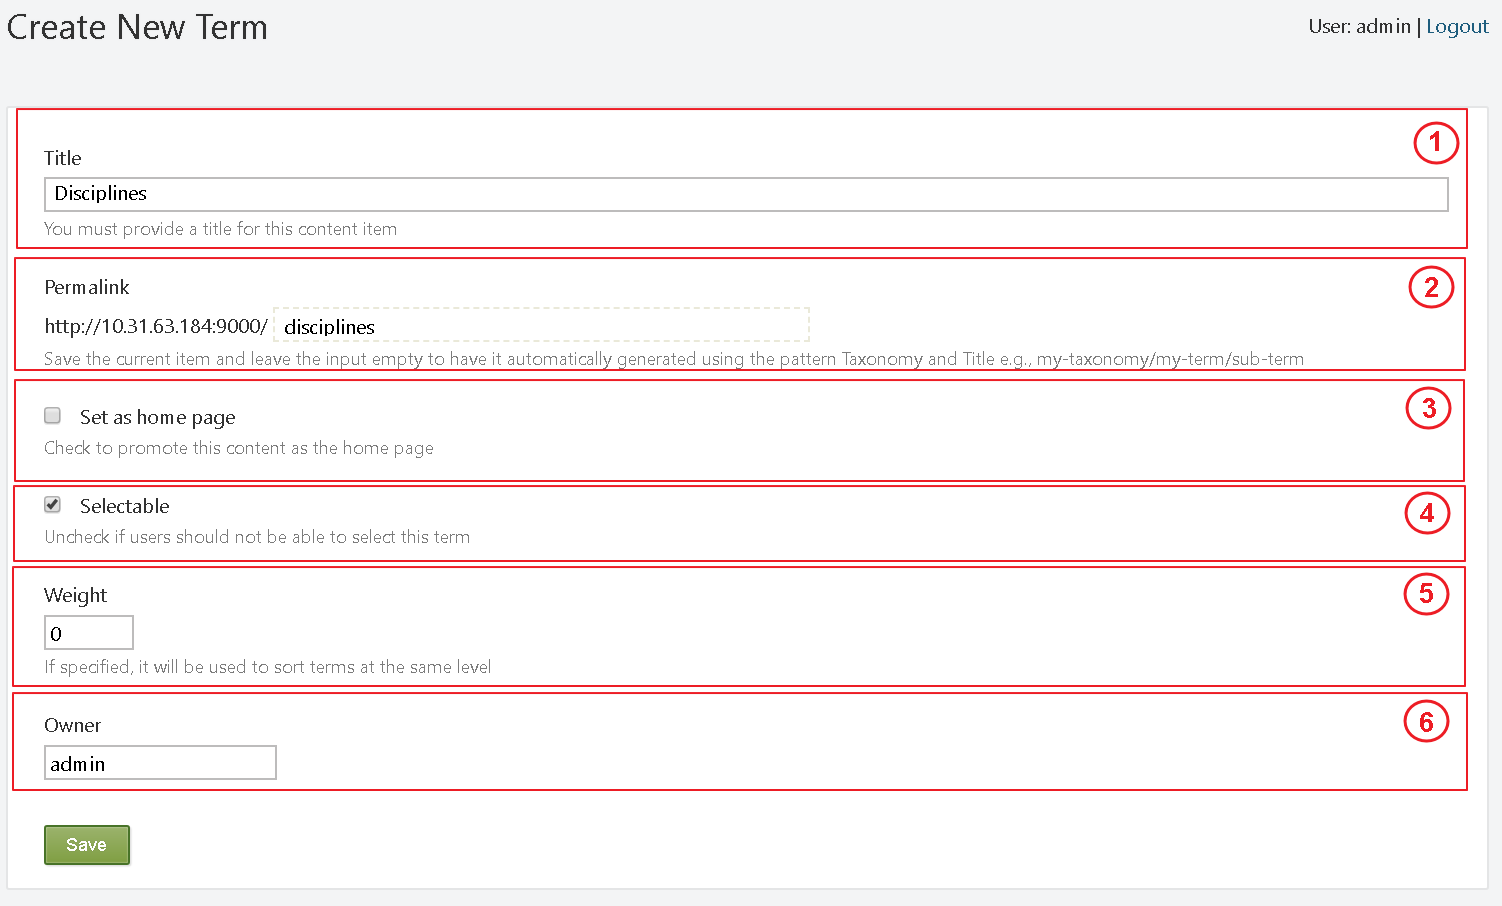 Create New Term
User: admin | Logout
1
Title
Disciplines
You must provide a title for this content item
2
Permalink
http://10.31.63.184:9000/ disciplines
Save the current item and leave the input empty to have it automatically generated using the pattern Taxonomy and Title e.g., my-taxonomy/my-term/sub-term
3
Set as home page
Check to promote this content as the home page
4
Selectable
Uncheck if users should not be able to select this term
5
Weight
0
If specified, it will be used to sort terms at the same level
6
Owner
admin
Save